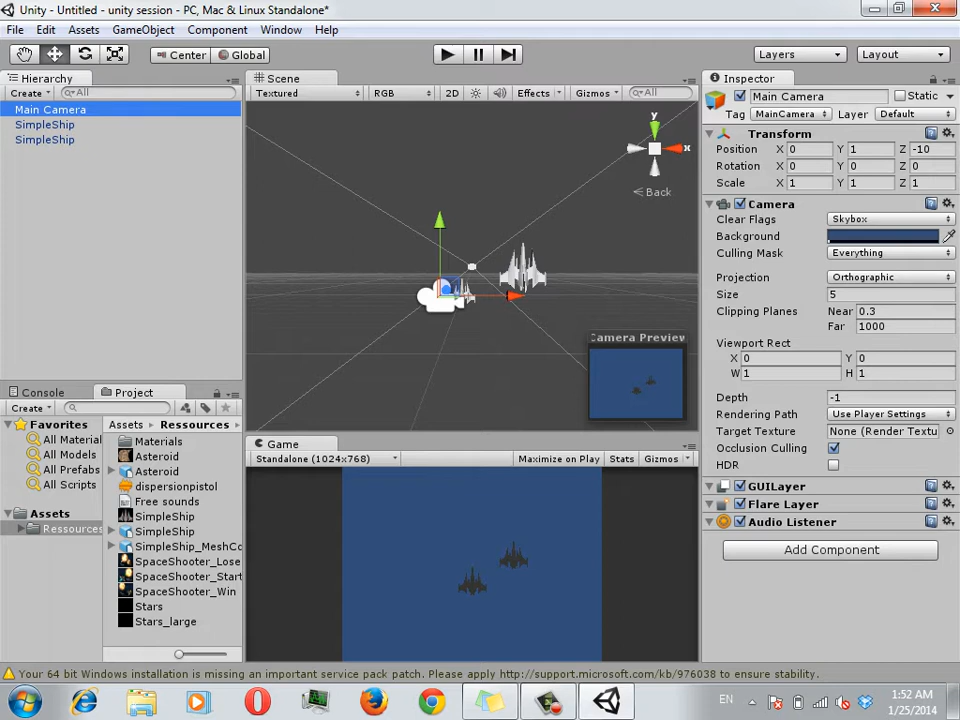 Unity - Untitled - unity session - PC, Mac & Linux Standalone*
File Edit Assets GameObject Component Window Help
Center Global Layers Layout
Hierarchy
Create All
Main Camera
SimpleShip
SimpleShip
Scene
Textured RGB 2D Effects Gizmos All
y
x
Back
Camera Preview
Game
Standalone (1024x768) Maximize on Play Stats Gizmos
Console Project
Create
Favorites
All Material
All Models
All Prefabs
All Scripts
Assets
Ressources
Assets Ressources
Materials
Asteroid
Asteroid
dispersionpistol
Free sounds
SimpleShip
SimpleShip
SimpleShip_MeshCo
SpaceShooter_Lose
SpaceShooter_Start
SpaceShooter_Win
Stars
Stars_large
Inspector
Main Camera Static
Tag MainCamera Layer Default
Transform
Position X 0 Y 1 Z -10
Rotation X 0 Y 0 Z 0
Scale X 1 Y 1 Z 1
Camera
Clear Flags Skybox
Background
Culling Mask Everything
Projection Orthographic
Size 5
Clipping Planes Near 0.3
Far 1000
Viewport Rect
X 0 Y 0
W 1 H 1
Depth -1
Rendering Path Use Player Settings
Target Texture None (Render Textu
Occlusion Culling
HDR
GUILayer
Flare Layer
Audio Listener
Add Component
Your 64 bit Windows installation is missing an important service pack patch. Please apply http://support.microsoft.com/kb/976038 to ensure stability.
EN
1:52 AM
1/25/2014